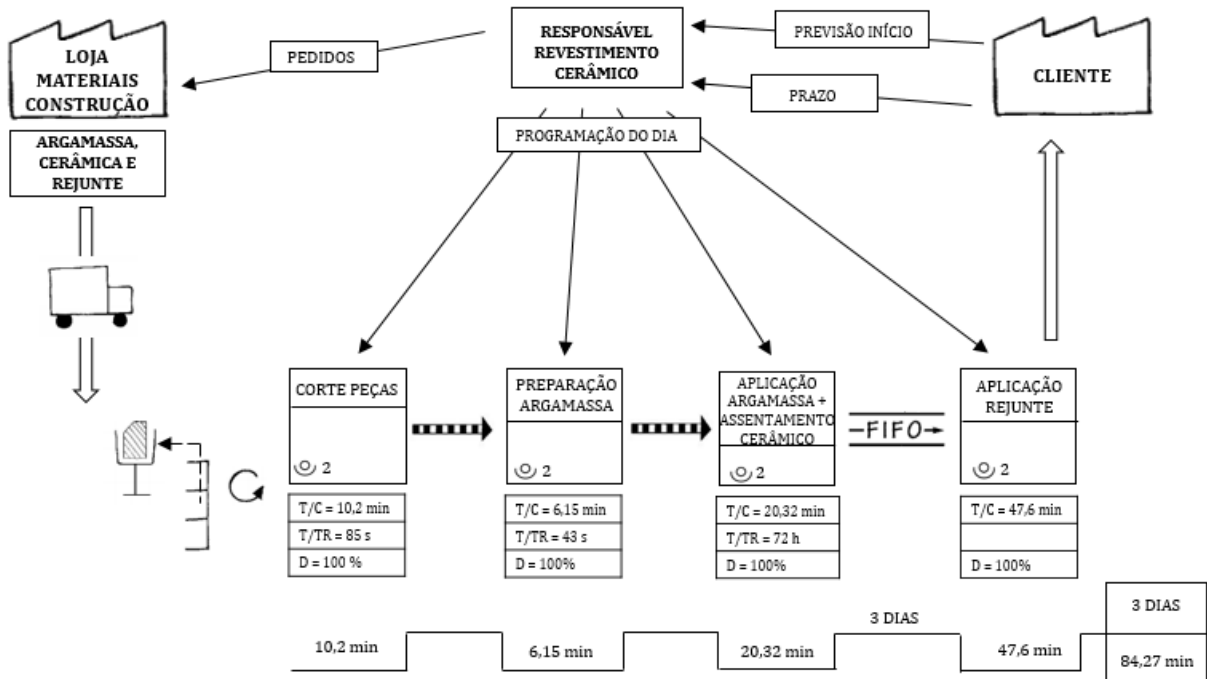 LOJA
MATERIAIS
CONSTRUÇÃO
ARGAMASSA,
CERÂMICA E
REJUNTE
PEDIDOS
RESPONSÁVEL
REVESTIMENTO
CERÂMICO
PREVISÃO INÍCIO
PRAZO
CLIENTE
PROGRAMAÇÃO DO DIA
CORTE PEÇAS
2
T/C = 10,2 min
T/TR = 85 s
D = 100 %
PREPARAÇÃO
ARGAMASSA
2
T/C = 6,15 min
T/TR = 43 s
D = 100%
APLICAÇÃO
ARGAMASSA +
ASSENTAMENTO
CERÂMICO
2
T/C = 20,32 min
T/TR = 72 h
D = 100%
FIFO
APLICAÇÃO
REJUNTE
2
T/C = 47,6 min
D = 100%
10,2 min
6,15 min
20,32 min
3 DIAS
47,6 min
3 DIAS
84,27 min